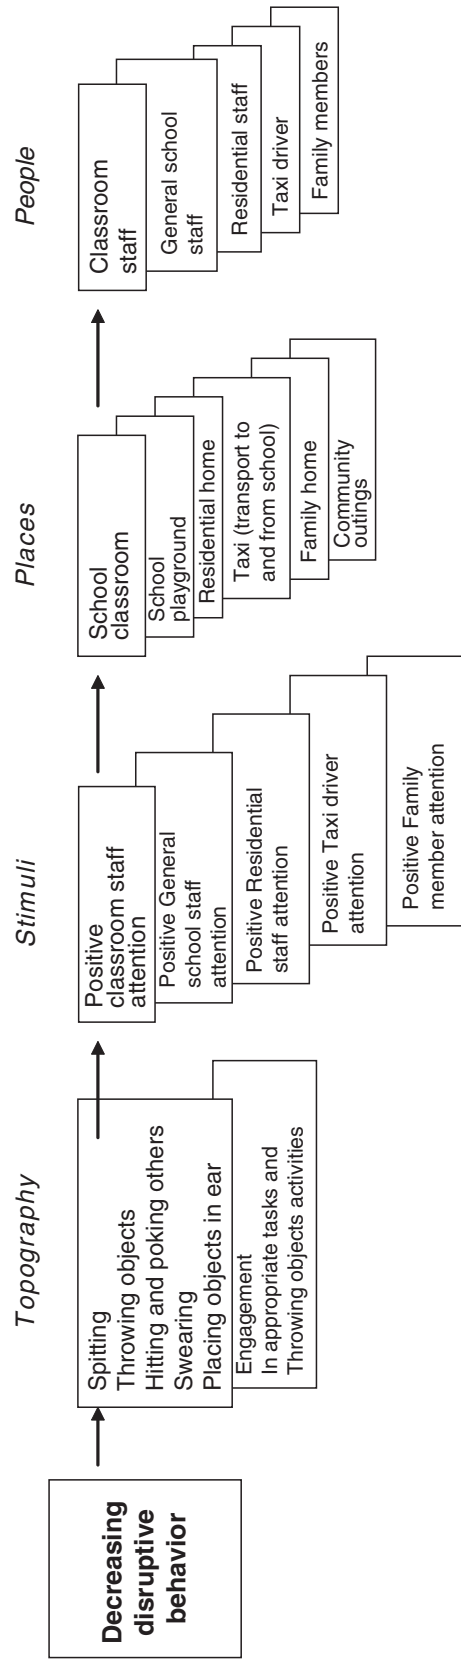 Decreasing
disruptive
behavior
Topography
Spitting
Throwing objects
Hitting and poking others
Swearing
Placing objects in ear
Engagement
In appropriate tasks and
Throwing objects activities
Stimuli
Positive
classroom staff
attention
Positive General
school staff
attention
Positive Residential
staff attention
Positive Taxi driver
attention
Positive Family
member attention
Places
School
classroom
School
playground
Residential home
Taxi (transport to
and from school)
Family home
Community
outings
People
Classroom
staff
General school
staff
Residential staff
Taxi driver
Family members